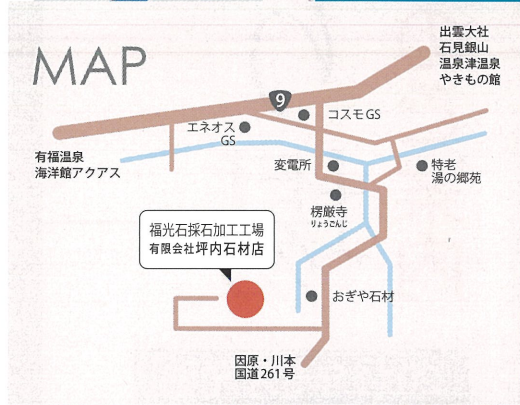 MAP
出雲大社
石見銀山
温泉津温泉
やきもの館
9
コスモGS
エネオス
GS
有福温泉
海洋館アクアス
変電所
特老
湯の郷苑
楞厳寺
りょうごんじ
福光石採石加工工場
有限会社坪内石材店
おぎや石材
因原・川本
国道261号